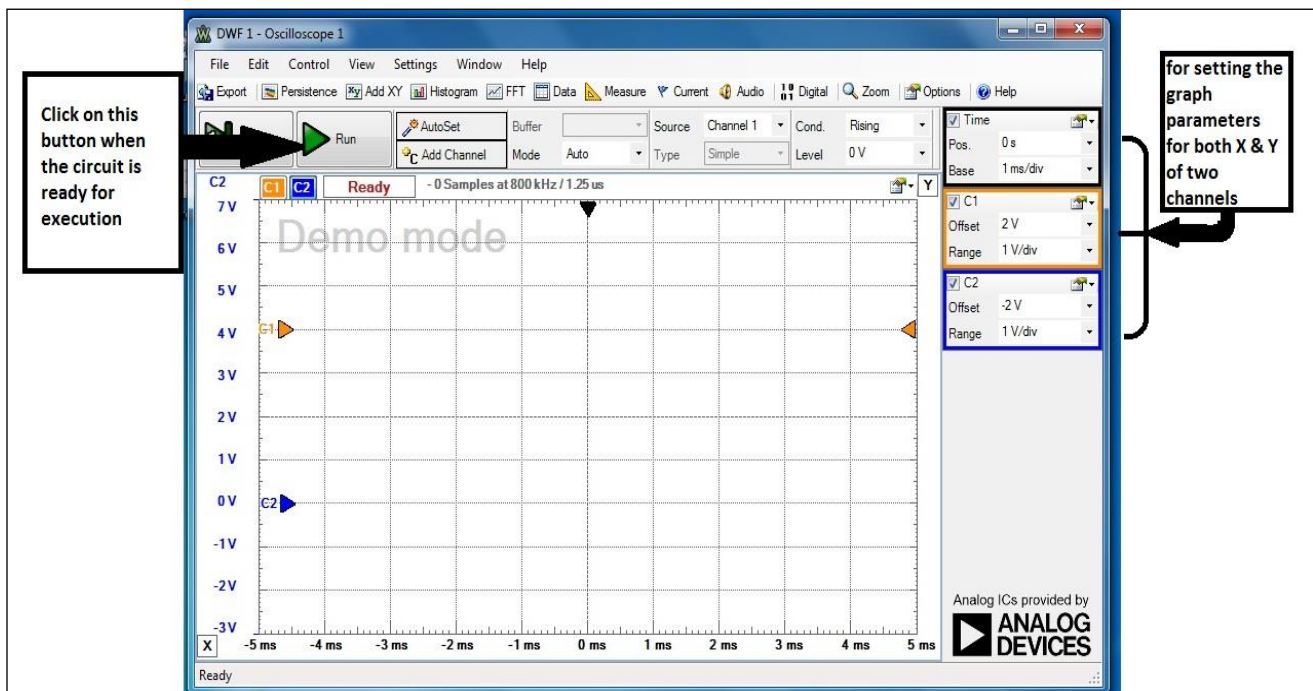 DWF 1 - Oscilloscope 1
File Edit Control View Settings Window Help
Export Persistence Add XY Histogram FFT Data Measure Current Audio Digital Zoom Options Help
Click on this
button when
the circuit is
ready for
execution
Run
AutoSet
Add Channel
Buffer
Mode Auto
Source Channel 1
Type Simple
Cond. Rising
Level 0 V
Time
Pos. 0 s
Base 1 ms/div
C1
Offset 2 V
Range 1 V/div
C2
Offset -2 V
Range 1 V/div
for setting the
graph
parameters
for both X & Y
of two
channels
C2 C1 C2 Ready - 0 Samples at 800 kHz / 1.25 us Y
Demo mode
7 V
6 V
5 V
4 V
3 V
2 V
1 V
0 V
-1 V
-2 V
-3 V
C1
C2
X -5 ms -4 ms -3 ms -2 ms -1 ms 0 ms 1 ms 2 ms 3 ms 4 ms 5 ms
Analog ICs provided by
ANALOG
DEVICES
Ready